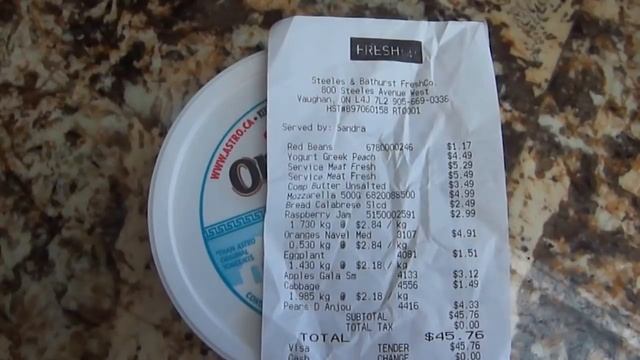 FRESHCO
Steeles & Bathurst FreshCo.
800 Steeles Avenue West
Vaughan, ON L4J 7L2 905-669-0336
HST#897060158 RT0001
Served by: Sandra
Red Beans 6780000246 $1.17
Yogurt Greek Peach $4.49
Service Meat Fresh $5.29
Service Meat Fresh $5.49
Comp Butter Unsalted $3.49
Mozzarella 500G 6820088500 $4.99
Bread Calabrese Slcd $2.49
Raspberry Jam 5150002591 $2.99
1.730 kg @ $2.84 / kg
Oranges Navel Med 3107 $4.91
0.530 kg @ $2.84 / kg
Eggplant 4081 $1.51
1.430 kg @ $2.18 / kg
Apples Gala Sm 4133 $3.12
Cabbage 4556 $1.49
1.985 kg @ $2.18 / kg
Pears D Anjou 4416 $4.33
SUBTOTAL $45.76
TOTAL TAX $0.00
TOTAL $45.76
Visa TENDER $45.76
Cash CHANGE $0.00
WWW.ASTRO.CA
THAN ASTRO
ORIGINAL